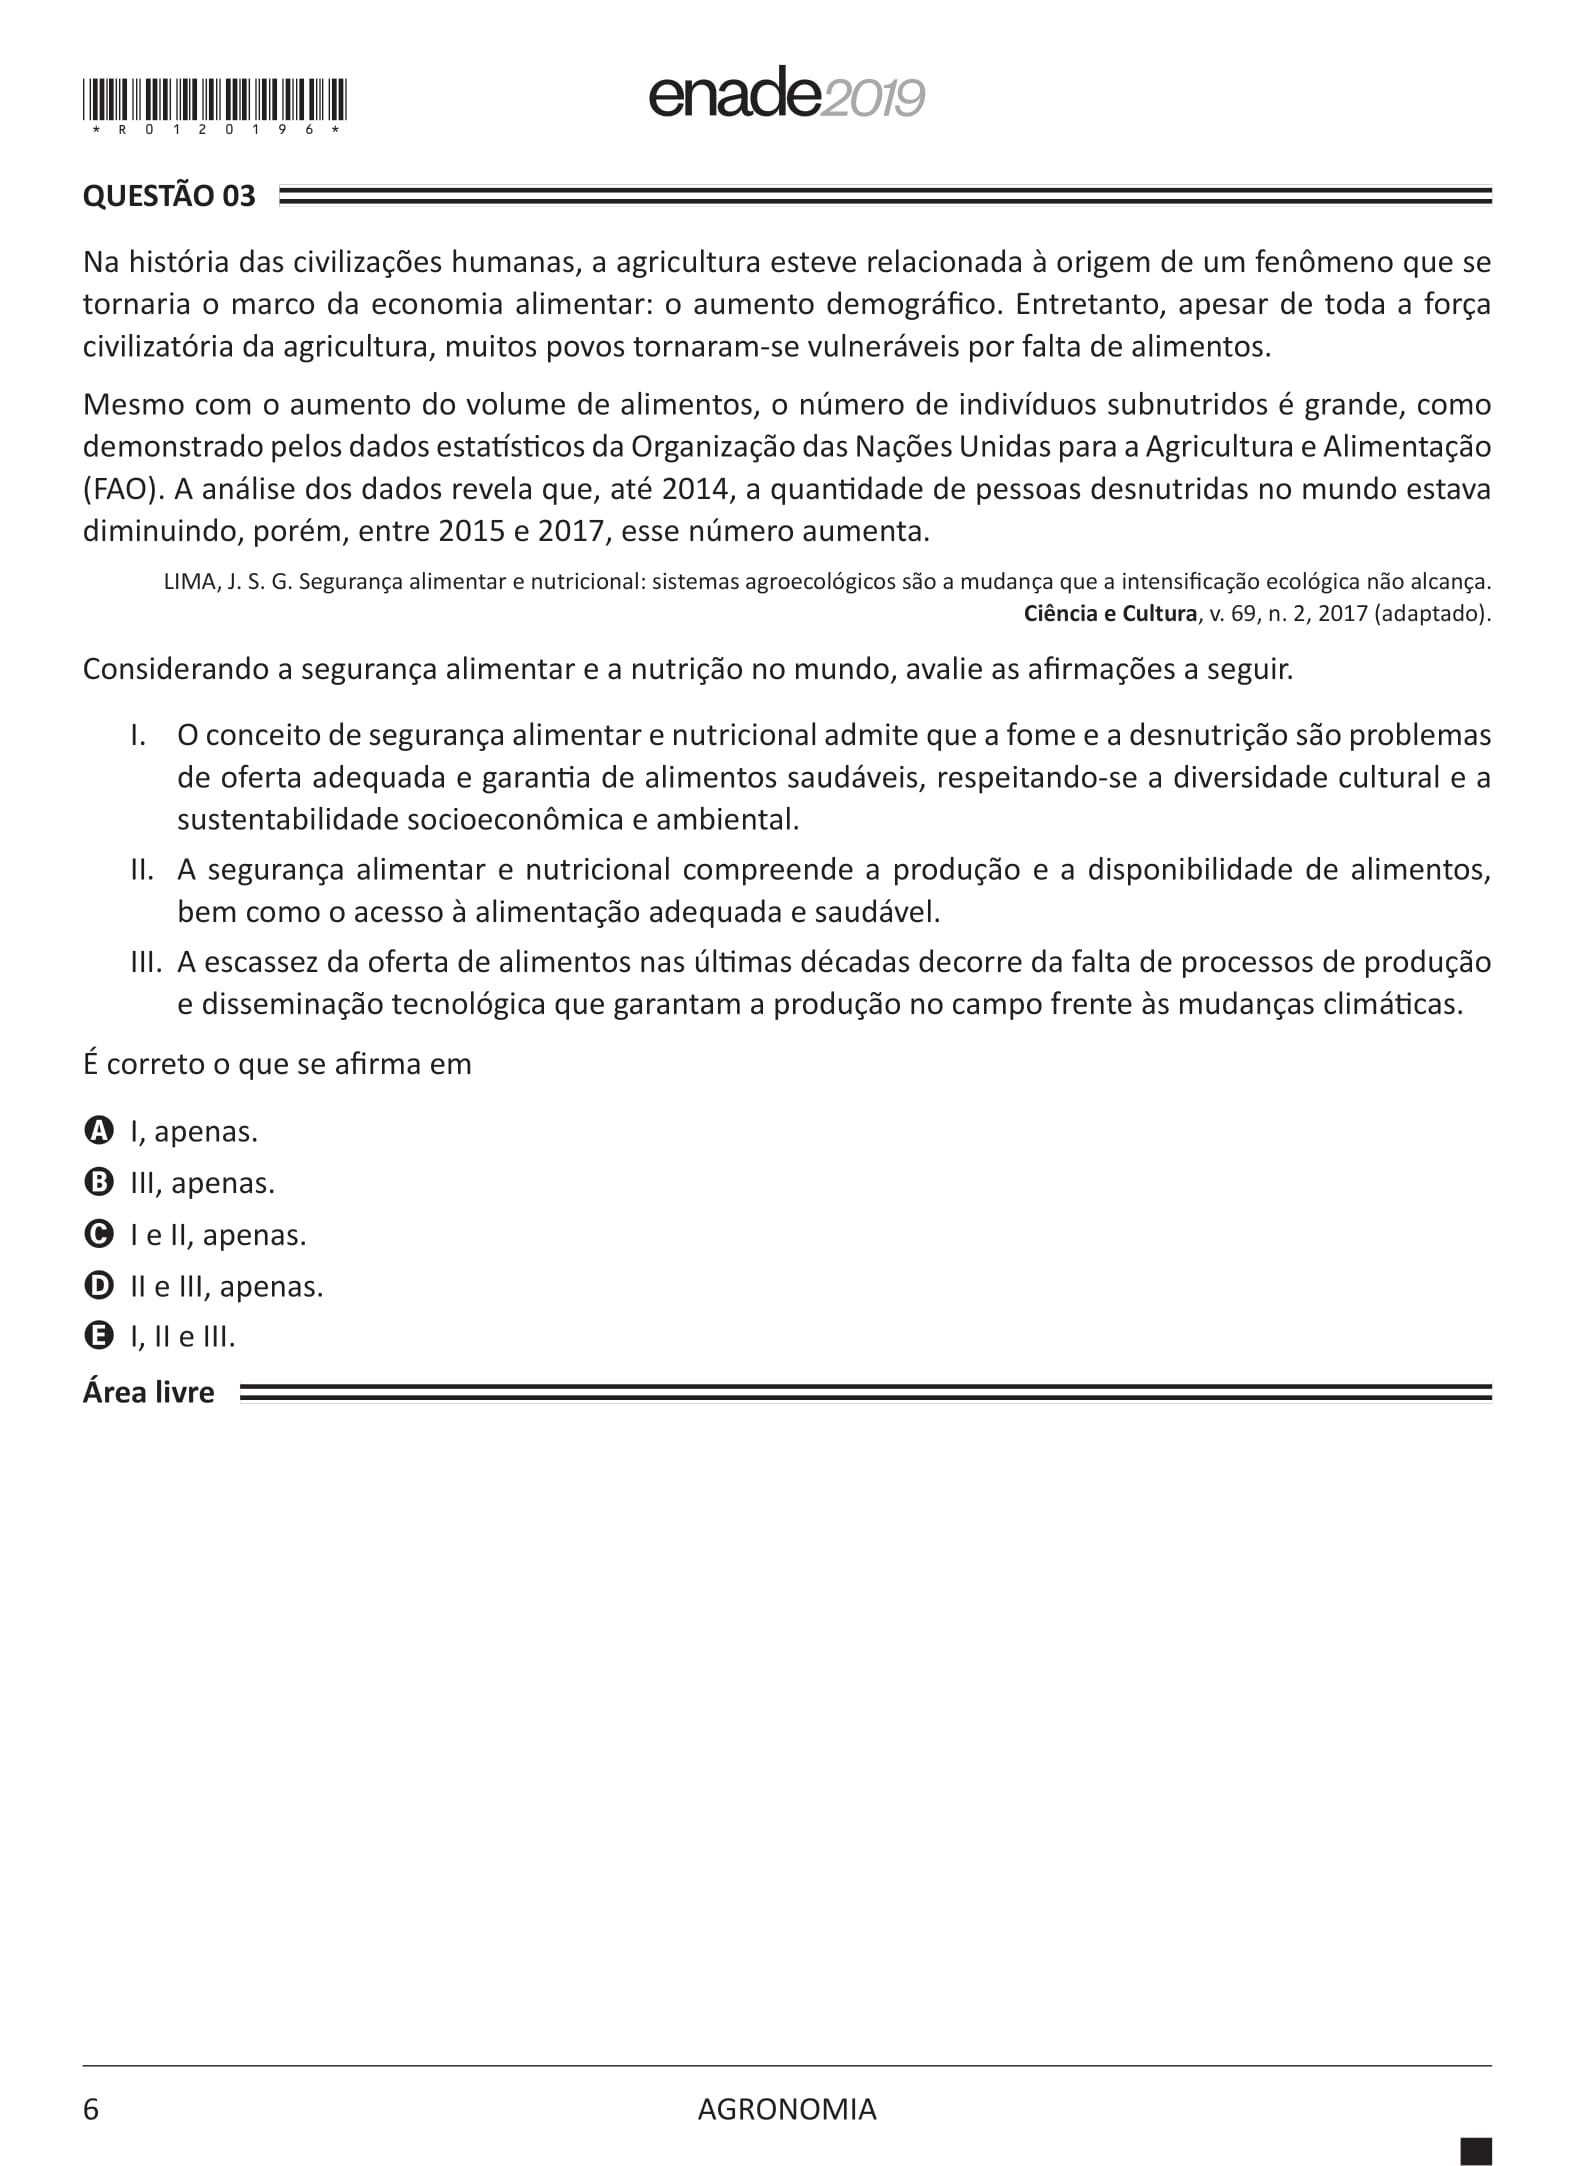 *R0120196*
enade2019
QUESTÃO 03
Na história das civilizações humanas, a agricultura esteve relacionada à origem de um fenômeno que se
tornaria o marco da economia alimentar: o aumento demográfico. Entretanto, apesar de toda a força
civilizatória da agricultura, muitos povos tornaram-se vulneráveis por falta de alimentos.
Mesmo com o aumento do volume de alimentos, o número de indivíduos subnutridos é grande, como
demonstrado pelos dados estatísticos da Organização das Nações Unidas para a Agricultura e Alimentação
(FAO). A análise dos dados revela que, até 2014, a quantidade de pessoas desnutridas no mundo estava
diminuindo, porém, entre 2015 e 2017, esse número aumenta.
LIMA, J. S. G. Segurança alimentar e nutricional: sistemas agroecológicos são a mudança que a intensificação ecológica não alcança.
Ciência e Cultura, v. 69, n. 2, 2017 (adaptado).
Considerando a segurança alimentar e a nutrição no mundo, avalie as afirmações a seguir.
I. O conceito de segurança alimentar e nutricional admite que a fome e a desnutrição são problemas
de oferta adequada e garantia de alimentos saudáveis, respeitando-se a diversidade cultural e a
sustentabilidade socioeconômica e ambiental.
II. A segurança alimentar e nutricional compreende a produção e a disponibilidade de alimentos,
bem como o acesso à alimentação adequada e saudável.
III. A escassez da oferta de alimentos nas últimas décadas decorre da falta de processos de produção
e disseminação tecnológica que garantam a produção no campo frente às mudanças climáticas.
É correto o que se afirma em
A I, apenas.
B III, apenas.
C I e II, apenas.
D II e III, apenas.
E I, II e III.
Área livre
6
AGRONOMIA